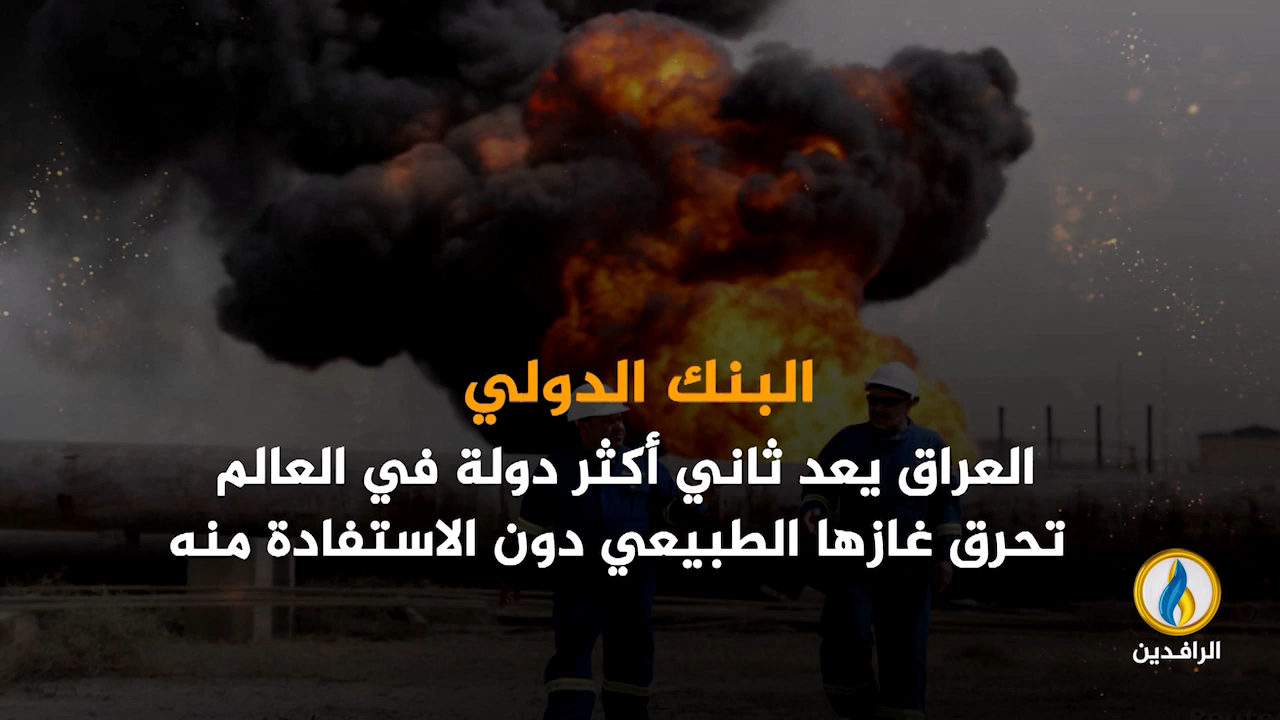 البنك الدولي
العراق يعد ثاني أكثر دولة في العالم
تحرق غازها الطبيعي دون الاستفادة منه
الرافدين